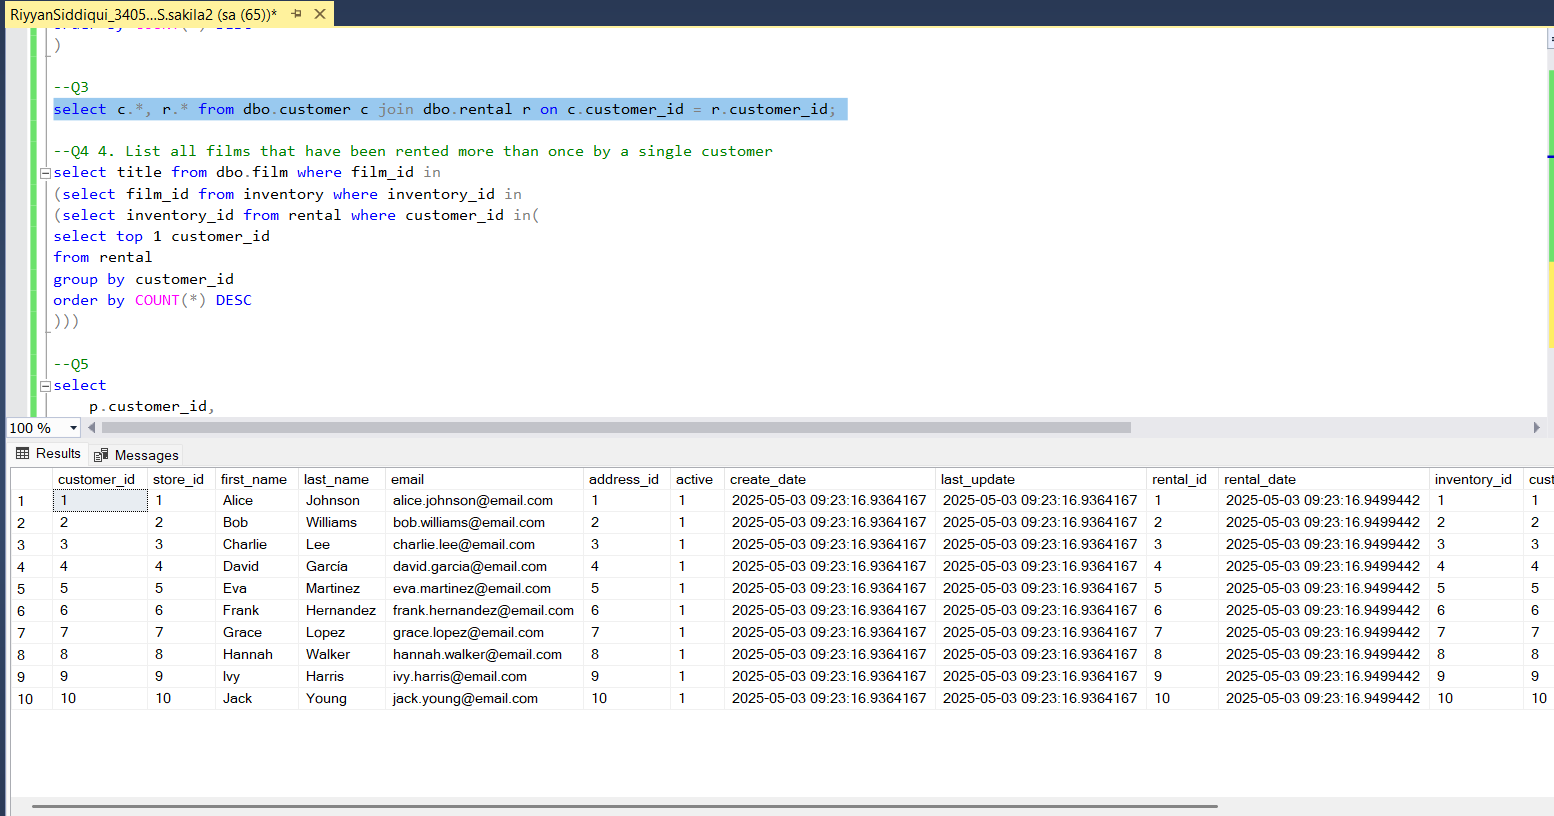 RiyyanSiddiqui_3405...S.sakila2 (sa (65))*
order by COUNT(*) DESC
)
--Q3
select c.*, r.* from dbo.customer c join dbo.rental r on c.customer_id = r.customer_id;
--Q4 4. List all films that have been rented more than once by a single customer
select title from dbo.film where film_id in
(select film_id from inventory where inventory_id in
(select inventory_id from rental where customer_id in(
select top 1 customer_id
from rental
group by customer_id
order by COUNT(*) DESC
)))
--Q5
select
p.customer_id,
100 %
Results Messages
customer_id store_id first_name last_name email address_id active create_date last_update rental_id rental_date inventory_id cust
1 1 1 Alice Johnson alice.johnson@email.com 1 1 2025-05-03 09:23:16.9364167 2025-05-03 09:23:16.9364167 1 2025-05-03 09:23:16.9499442 1 1
2 2 2 Bob Williams bob.williams@email.com 2 1 2025-05-03 09:23:16.9364167 2025-05-03 09:23:16.9364167 2 2025-05-03 09:23:16.9499442 2 2
3 3 3 Charlie Lee charlie.lee@email.com 3 1 2025-05-03 09:23:16.9364167 2025-05-03 09:23:16.9364167 3 2025-05-03 09:23:16.9499442 3 3
4 4 4 David García david.garcia@email.com 4 1 2025-05-03 09:23:16.9364167 2025-05-03 09:23:16.9364167 4 2025-05-03 09:23:16.9499442 4 4
5 5 5 Eva Martinez eva.martinez@email.com 5 1 2025-05-03 09:23:16.9364167 2025-05-03 09:23:16.9364167 5 2025-05-03 09:23:16.9499442 5 5
6 6 6 Frank Hernandez frank.hernandez@email.com 6 1 2025-05-03 09:23:16.9364167 2025-05-03 09:23:16.9364167 6 2025-05-03 09:23:16.9499442 6 6
7 7 7 Grace Lopez grace.lopez@email.com 7 1 2025-05-03 09:23:16.9364167 2025-05-03 09:23:16.9364167 7 2025-05-03 09:23:16.9499442 7 7
8 8 8 Hannah Walker hannah.walker@email.com 8 1 2025-05-03 09:23:16.9364167 2025-05-03 09:23:16.9364167 8 2025-05-03 09:23:16.9499442 8 8
9 9 9 Ivy Harris ivy.harris@email.com 9 1 2025-05-03 09:23:16.9364167 2025-05-03 09:23:16.9364167 9 2025-05-03 09:23:16.9499442 9 9
10 10 10 Jack Young jack.young@email.com 10 1 2025-05-03 09:23:16.9364167 2025-05-03 09:23:16.9364167 10 2025-05-03 09:23:16.9499442 10 10